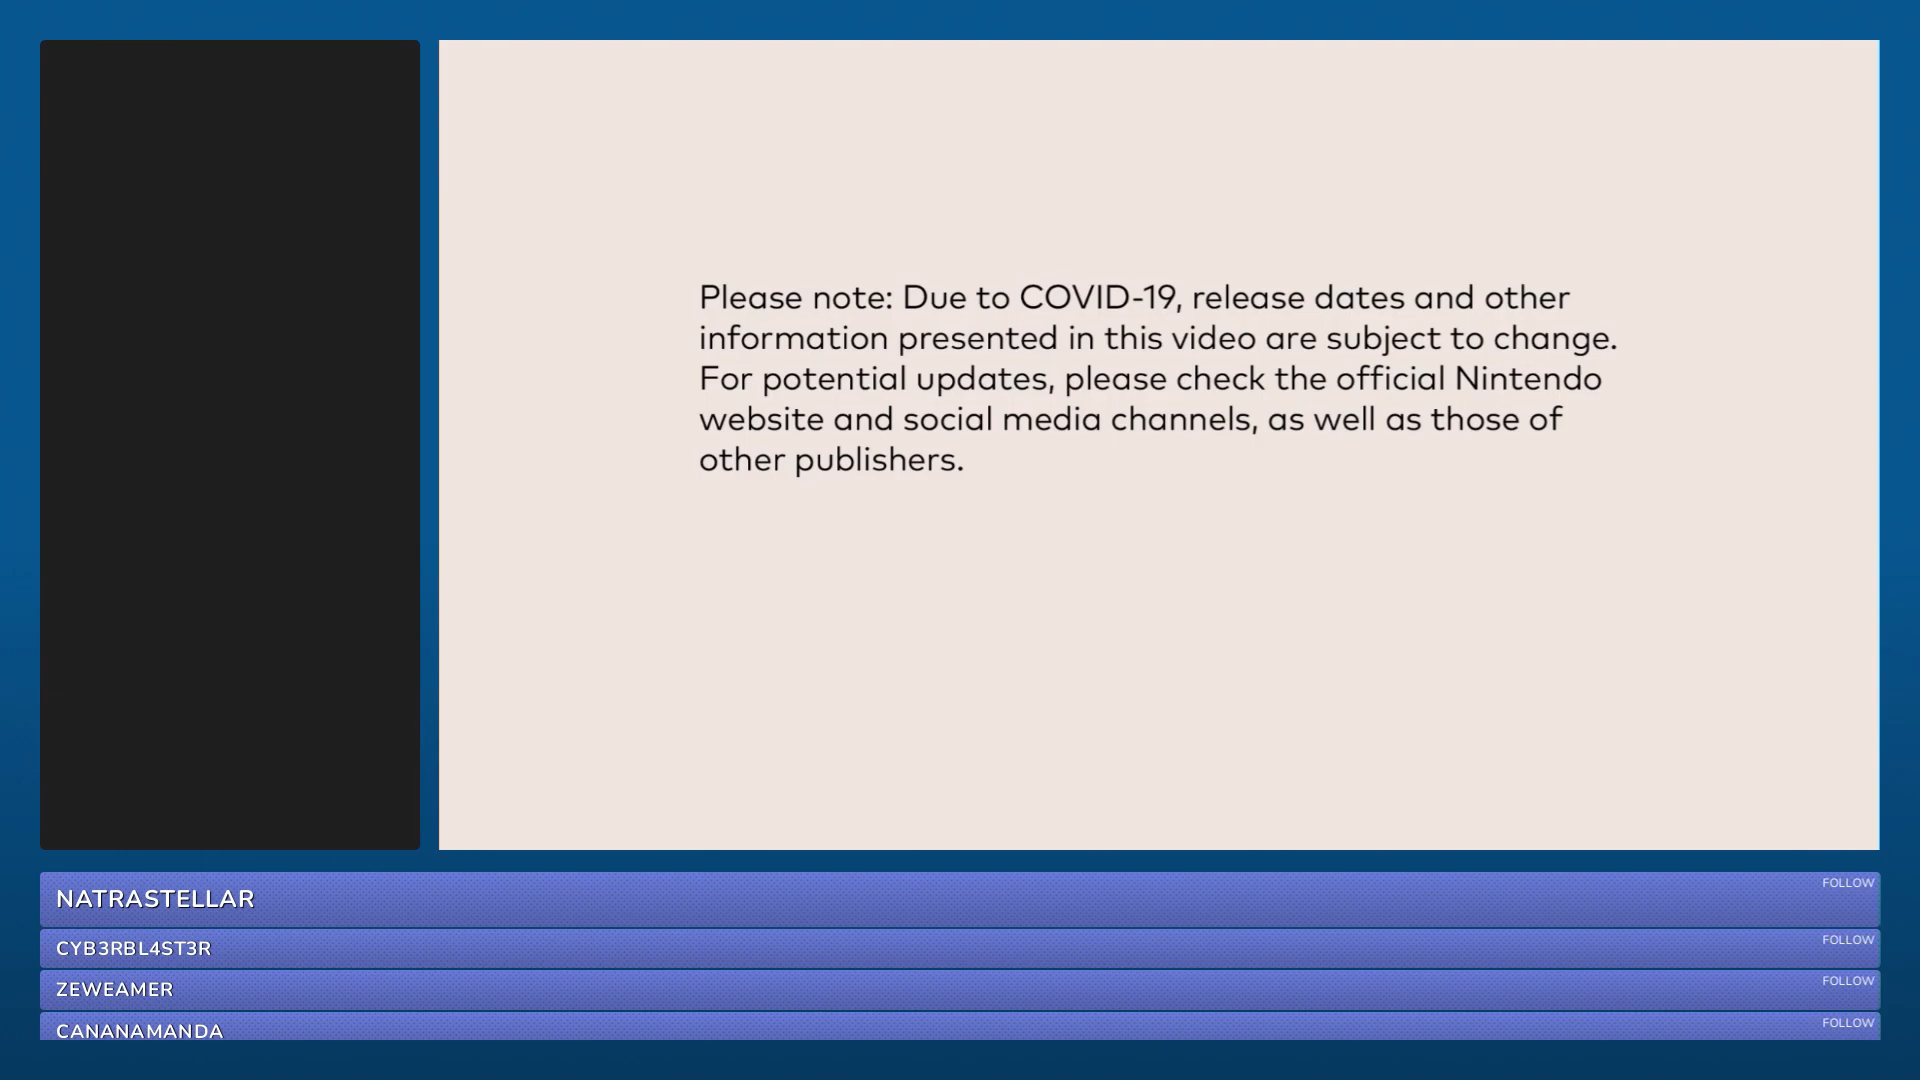 Please note: Due to COVID-19, release dates and other
information presented in this video are subject to change.
For potential updates, please check the official Nintendo
website and social media channels, as well as those of
other publishers.
NATRASTELLAR FOLLOW
CYB3RBL4ST3R FOLLOW
ZEWEAMER FOLLOW
CANANAMANDA FOLLOW